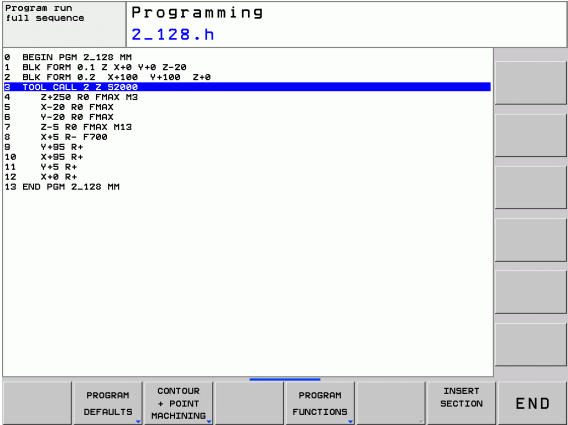 Program run
full sequence
Programming
2_128.h
0 BEGIN PGM 2_128 MM
1 BLK FORM 0.1 Z X+0 Y+0 Z-20
2 BLK FORM 0.2 X+100 Y+100 Z+0
3 TOOL CALL 2 Z S2000
4 Z+250 R0 FMAX M3
5 X-20 R0 FMAX
6 Y-20 R0 FMAX
7 Z-5 R0 FMAX M13
8 X+5 R- F700
9 Y+95 R+
10 X+95 R+
11 Y+5 R+
12 X+0 R+
13 END PGM 2_128 MM
PROGRAM
DEFAULTS
CONTOUR
+ POINT
MACHINING
PROGRAM
FUNCTIONS
INSERT
SECTION
END